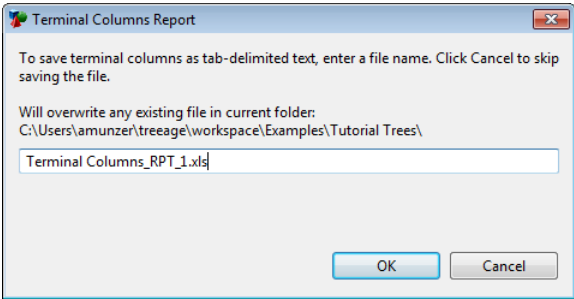 Terminal Columns Report
To save terminal columns as tab-delimited text, enter a file name. Click Cancel to skip
saving the file.
Will overwrite any existing file in current folder:
C:\Users\amunzer\treeage\workspace\Examples\Tutorial Trees\
Terminal Columns_RPT_1.xls
OK Cancel